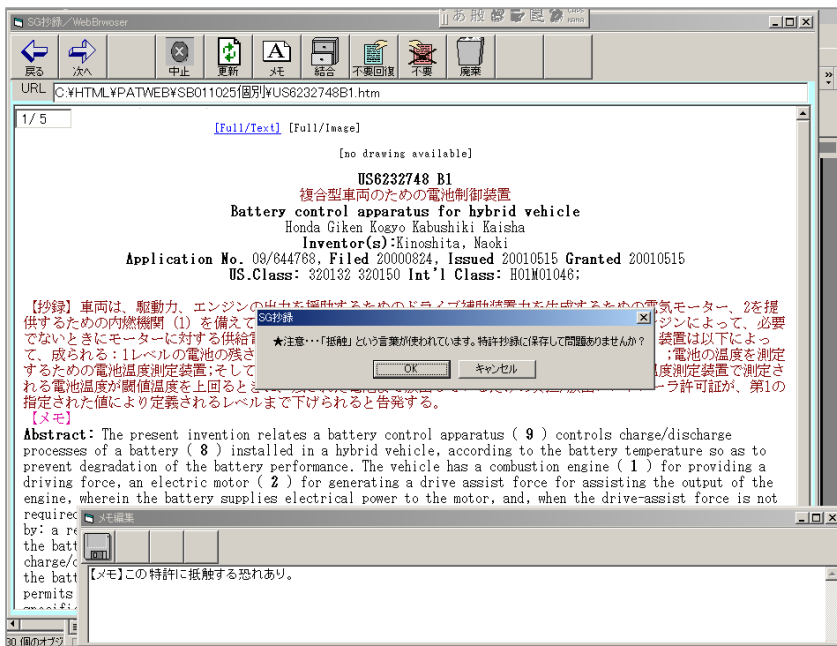 あ 般
SG抄録／WebBrwoser
戻る 次へ 中止 更新 メモ 結合 不要回復 不要 廃棄
URL C:¥HTML¥PATWEB¥SB011025個別¥US6232748B1.htm
1/ 5
[Full/Text] [Full/Image]
[no drawing available]
US6232748 B1
複合型車両のための電池制御装置
Battery control apparatus for hybrid vehicle
Honda Giken Kogyo Kabushiki Kaisha
Inventor(s):Kinoshita, Naoki
Application No. 09/644768, Filed 20000824, Issued 20010515 Granted 20010515
US.Class: 320132 320150 Int'l Class: H01M01046;
【抄録】車両は、駆動力、エンジンの出力を援助するためのドライブ補助装置力を生成するための電気モーター、2を提
供するための内燃機関（1）を備えて ジンによって、必要
でないときにモーターに対する供給電 装置は以下によっ
て、成られる：1レベルの電池の残さ ;電池の温度を測定
するための電池温度測定装置;そして 度測定装置で測定さ
れる電池温度が閾値温度を上回るとき 許可証が、第1の
指定された値により定義されるレベルまで下げられると告発する。
SG抄録
★注意・・・「抵触」という言葉が使われています。特許抄録に保存して問題ありませんか？
OK キャンセル
【メモ】
Abstract: The present invention relates a battery control apparatus ( 9 ) controls charge/discharge
processes of a battery ( 8 ) installed in a hybrid vehicle, according to the battery temperature so as to
prevent degradation of the battery performance. The vehicle has a combustion engine ( 1 ) for providing a
driving force, an electric motor ( 2 ) for generating a drive assist force for assisting the output of the
engine, wherein the battery supplies electrical power to the motor, and, when the drive-assist force is not
required
by: a re
the batt
charge/d
the batt
permits
メモ編集
【メモ】この特許に抵触する恐れあり。
30 個のオブジ